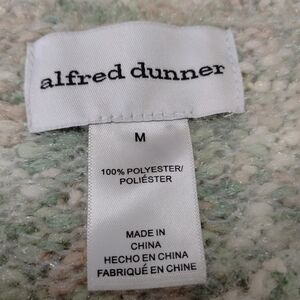 alfred dunner
M
100% POLYESTER/
POLIÉSTER
MADE IN
CHINA
HECHO EN CHINA
FABRIQUÉ EN CHINE